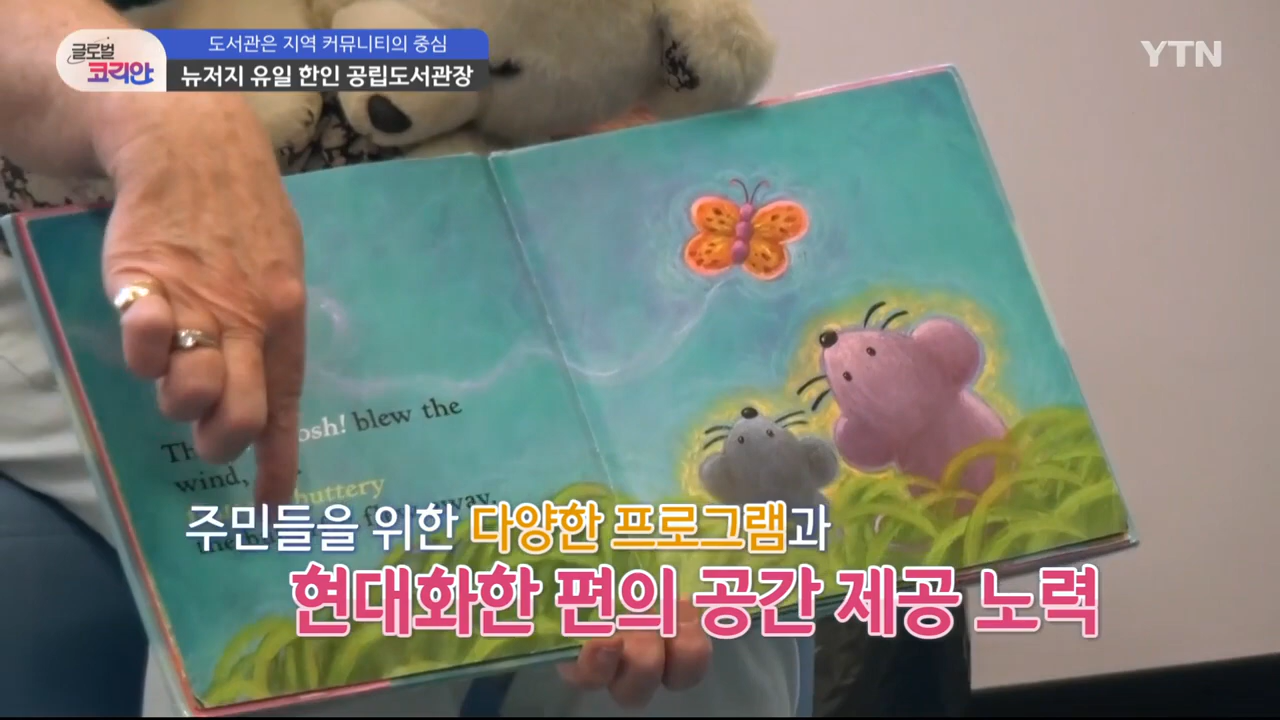 글로벌
코리안
도서관은 지역 커뮤니티의 중심
뉴저지 유일 한인 공립도서관장
YTN
osh! blew the
wind,
buttery
주민들을 위한 다양한 프로그램과
현대화한 편의 공간 제공 노력